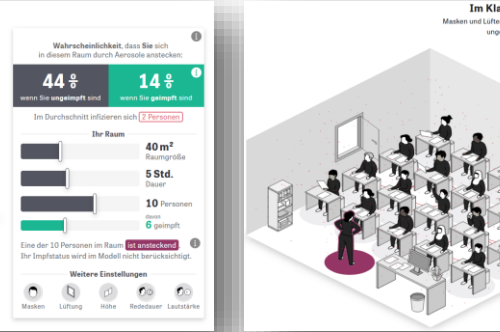 Wahrscheinlichkeit, dass Sie sich
in diesem Raum durch Aerosole anstecken:
44 %
wenn Sie ungeimpft sind
14 %
wenn Sie geimpft sind
Im Durchschnitt infizieren sich 2 Personen
Ihr Raum
40 m²
Raumgröße
5 Std.
Dauer
10 Personen
davon
6 geimpft
Eine der 10 Personen im Raum ist ansteckend
Ihr Impfstatus wird im Modell nicht berücksichtigt.
Weitere Einstellungen
Masken Lüftung Höhe Rededauer Lautstärke
Im Kla
Masken und Lüfte
unge